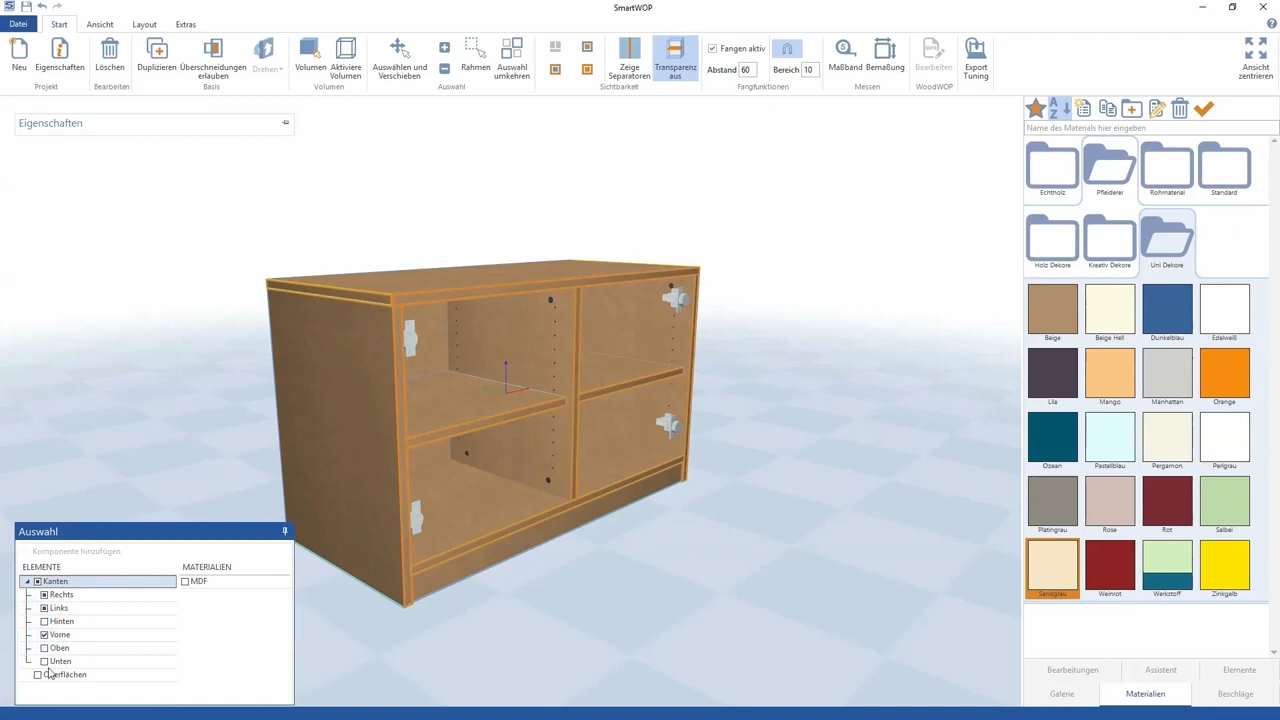 SmartWOP
Datei Start Ansicht Layout Extras
Neu Eigenschaften Löschen Duplizieren Überschneidungen erlauben Drehen Volumen Aktiviere Volumen Auswählen und Verschieben Rahmen Auswahl umkehren Zeige Separatoren Transparenz aus Fangen aktiv Abstand 60 Bereich 10 Maßband Bemaßung Bearbeiten Export Tuning Ansicht zentrieren
Projekt Bearbeiten Basis Volumen Auswahl Sichtbarkeit Fangfunktionen Messen WoodWOP
Eigenschaften
Name des Materials hier eingeben
Echtholz Pfleiderer Rohmaterial Standard
Holz Dekore Kreativ Dekore Uni Dekore
Beige Beige Hell Dunkelblau Edelweiß
Lila Mango Manhattan Orange
Ozean Pastellblau Pergamon Perlgrau
Platingrau Rose Rot Salbei
Sandgrau Weinrot Werkstoff Zinkgelb
Auswahl
Komponente hinzufügen
ELEMENTE MATERIALIEN
Kanten MDF
Rechts
Links
Hinten
Vorne
Oben
Unten
Oberflächen
Bearbeitungen Assistent Elemente
Galerie Materialien Beschläge